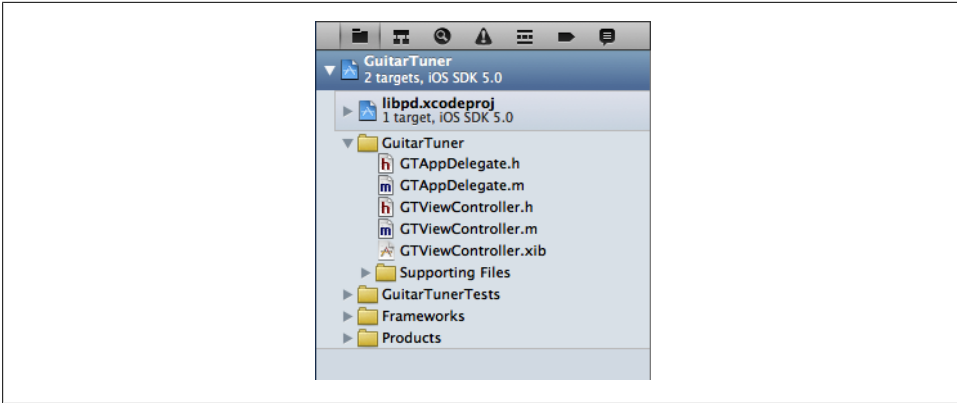 GuitarTuner
2 targets, iOS SDK 5.0
libpd.xcodeproj
1 target, iOS SDK 5.0
GuitarTuner
h GTAppDelegate.h
m GTAppDelegate.m
h GTViewController.h
m GTViewController.m
GTViewController.xib
Supporting Files
GuitarTunerTests
Frameworks
Products